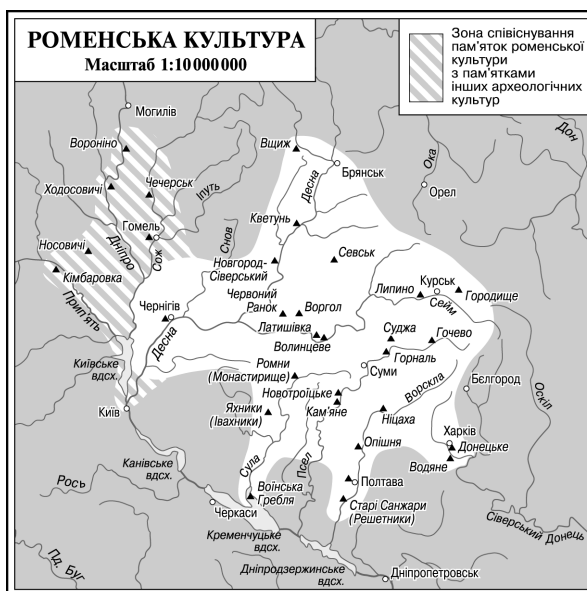 РОМЕНСЬКА КУЛЬТУРА
Масштаб 1:10000000
Зона співіснування
пам'яток роменської
культури
з пам'ятками
інших археологічних
культур
Могилів
Вороніно
Ходосовичі
Чечерськ
Іпуть
Гомель
Носовичі
Дніпро
Сож
Кімбаровка
Прип'ять
Вщиж
Десна
Брянськ
Ока
Дон
Орел
Кветунь
Снов
Новгород-
Сіверський
Севськ
Червоний
Ранок
Воргол
Липино
Курськ
Сейм
Городище
Чернігів
Десна
Латишівка
Волинцеве
Суджа
Гочево
Київське
вдсх.
Ромни
(Монастирище)
Суми
Горналь
Ворскла
Бєлгород
Оскіл
Новотроїцьке
Кам'яне
Київ
Яхники
(Івахники)
Ніцаха
Харків
Донецьке
Водяне
Опішня
Канівське
вдсх.
Сула
Псел
Рось
Воїнська
Гребля
Полтава
Черкаси
Старі Санжари
(Решетники)
Сіверський Донець
Кременчуцьке
вдсх.
Пд. Буг
Дніпродзержинське
вдсх.
Дніпропетровськ